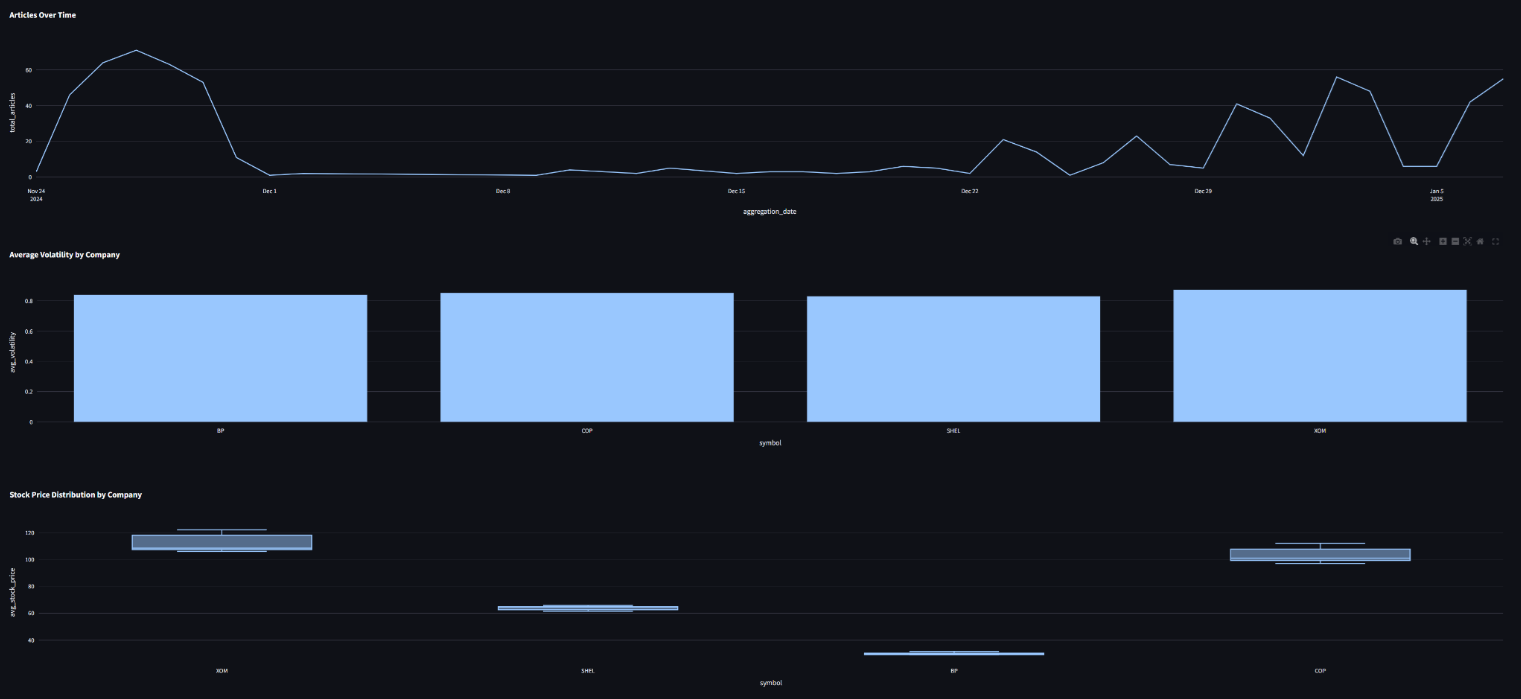 Articles Over Time
60
40
20
0
total_articles
Nov 24
2024
Dec 1
Dec 8
Dec 15
Dec 22
Dec 29
Jan 5
2025
aggregation_date
Average Volatility by Company
0.8
0.6
0.4
0.2
0
avg_volatility
BP
COP
SHEL
XOM
symbol
Stock Price Distribution by Company
120
100
80
60
40
avg_stock_price
XOM
SHEL
BP
COP
symbol